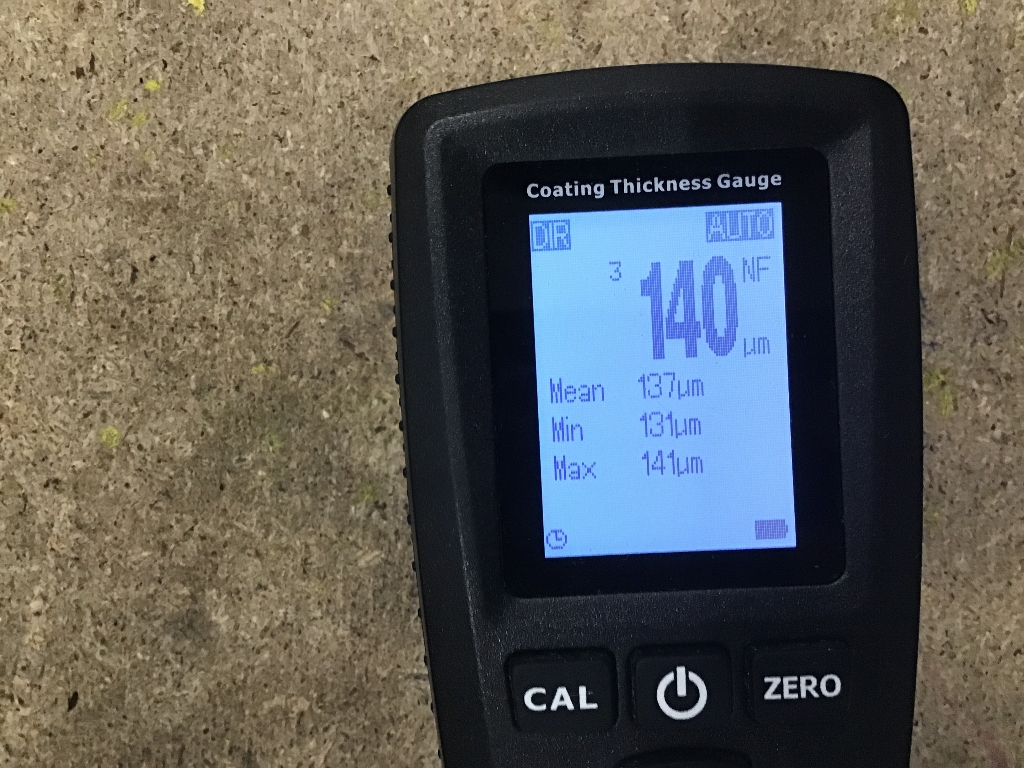 Coating Thickness Gauge
DIR AUTO
3 140 NF
µm
Mean 137µm
Min 131µm
Max 141µm
CAL ZERO